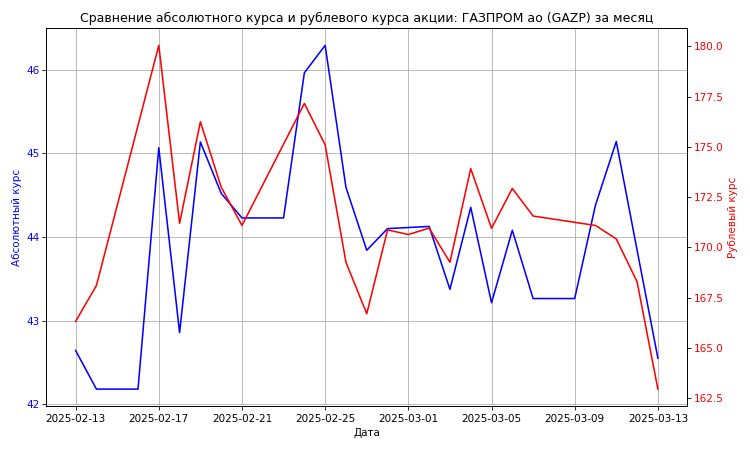 Сравнение абсолютного курса и рублевого курса акции: ГАЗПРОМ ао (GAZP) за месяц
46
45
44
43
42
Абсолютный курс
180.0
177.5
175.0
172.5
170.0
167.5
165.0
162.5
Рублевый курс
2025-02-13 2025-02-17 2025-02-21 2025-02-25 2025-03-01 2025-03-05 2025-03-09 2025-03-13
Дата